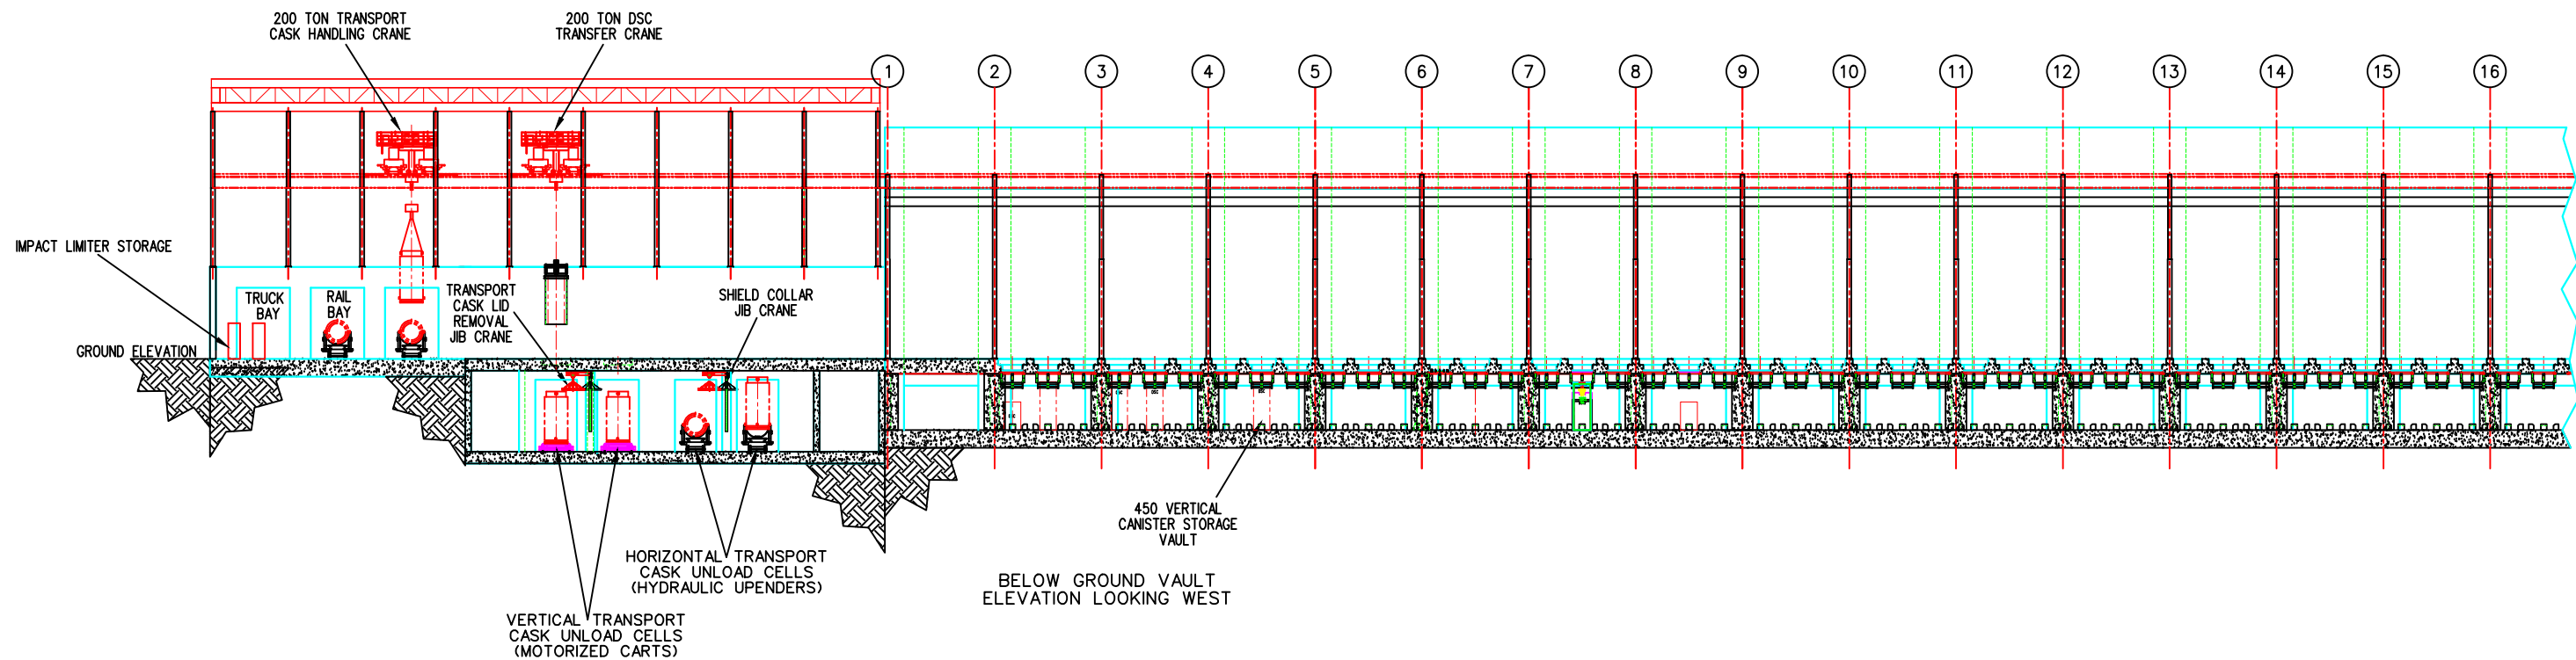 200 TON TRANSPORT
CASK HANDLING CRANE
200 TON DSC
TRANSFER CRANE
1
2
3
4
5
6
7
8
9
10
11
12
13
14
15
16
IMPACT LIMITER STORAGE
TRUCK
BAY
RAIL
BAY
TRANSPORT
CASK LID
REMOVAL
JIB CRANE
SHIELD COLLAR
JIB CRANE
GROUND ELEVATION
450 VERTICAL
CANISTER STORAGE
VAULT
HORIZONTAL TRANSPORT
CASK UNLOAD CELLS
(HYDRAULIC UPENDERS)
BELOW GROUND VAULT
ELEVATION LOOKING WEST
VERTICAL TRANSPORT
CASK UNLOAD CELLS
(MOTORIZED CARTS)